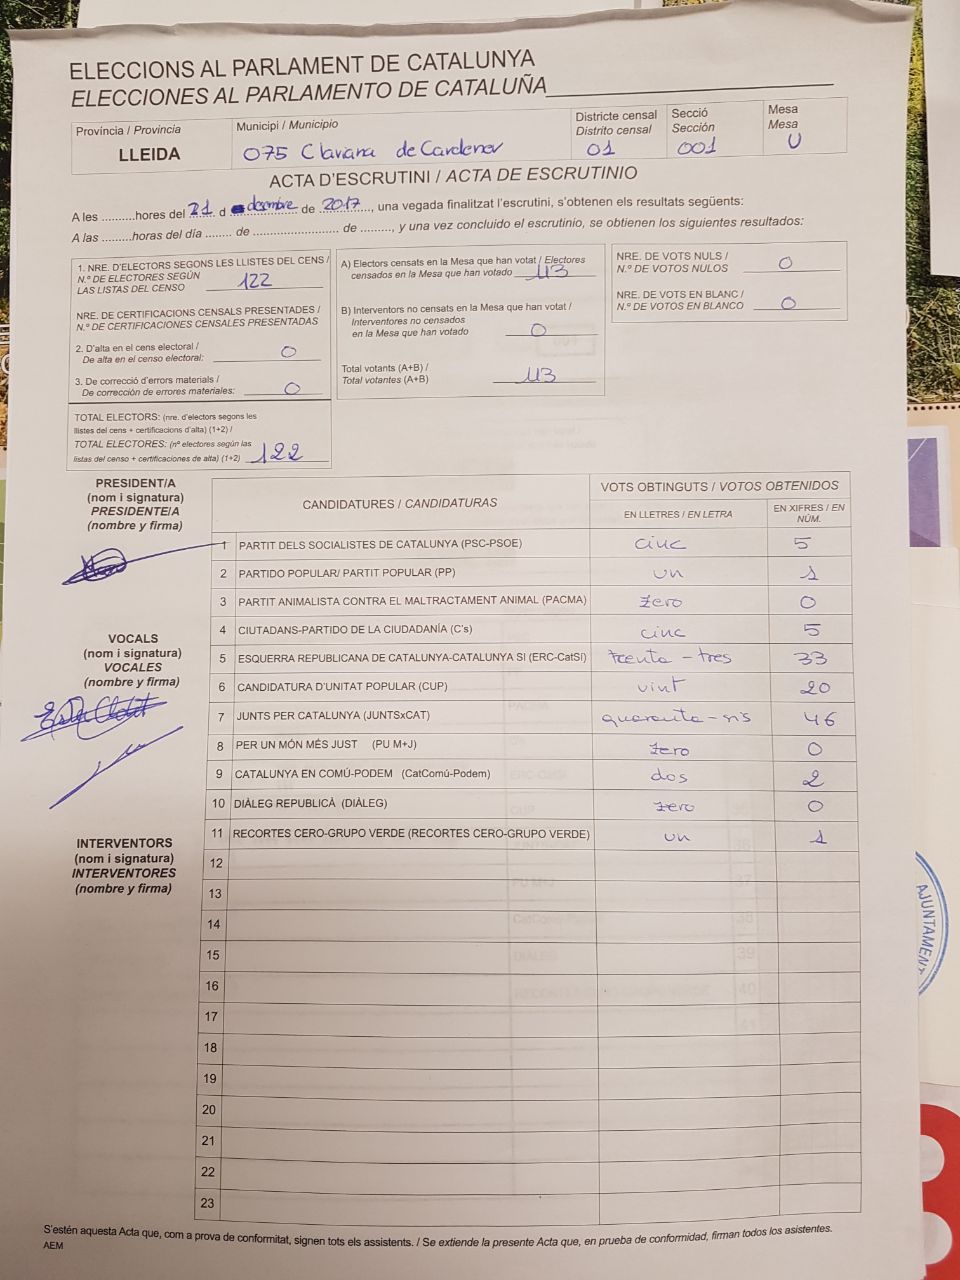 ELECCIONS AL PARLAMENT DE CATALUNYA
ELECCIONES AL PARLAMENTO DE CATALUÑA
Província / Provincia
LLEIDA
Municipi / Municipio
075 Clariana de Cardener
Districte censal
Distrito censal
01
Secció
Sección
001
Mesa
Mesa
U
ACTA D'ESCRUTINI / ACTA DE ESCRUTINIO
A les ..........hores del 21 d desembre de 2017, una vegada finalitzat l'escrutini, s'obtenen els resultats següents:
A las .........horas del día ........ de .......................... de ........., y una vez concluido el escrutinio, se obtienen los siguientes resultados:
1. NRE. D'ELECTORS SEGONS LES LLISTES DEL CENS /
N.º DE ELECTORES SEGÚN
LAS LISTAS DEL CENSO 122
NRE. DE CERTIFICACIONS CENSALS PRESENTADES /
N.º DE CERTIFICACIONES CENSALES PRESENTADAS
2. D'alta en el cens electoral /
De alta en el censo electoral: 0
3. De correcció d'errors materials /
De corrección de errores materiales: 0
TOTAL ELECTORS: (nre. d'electors segons les
llistes del cens + certificacions d'alta) (1+2) /
TOTAL ELECTORES: (nº electores según las
listas del censo + certificaciones de alta) (1+2) 122
A) Electors censats en la Mesa que han votat / Electores
censados en la Mesa que han votado 113
B) Interventors no censats en la Mesa que han votat /
Interventores no censados
en la Mesa que han votado 0
Total votants (A+B) /
Total votantes (A+B) 113
NRE. DE VOTS NULS /
N.º DE VOTOS NULOS 0
NRE. DE VOTS EN BLANC /
N.º DE VOTOS EN BLANCO 0
PRESIDENT/A
(nom i signatura)
PRESIDENTE/A
(nombre y firma)
VOCALS
(nom i signatura)
VOCALES
(nombre y firma)
INTERVENTORS
(nom i signatura)
INTERVENTORES
(nombre y firma)
CANDIDATURES / CANDIDATURAS
VOTS OBTINGUTS / VOTOS OBTENIDOS
EN LLETRES / EN LETRA
EN XIFRES / EN
NÚM.
1 PARTIT DELS SOCIALISTES DE CATALUNYA (PSC-PSOE) cinc 5
2 PARTIDO POPULAR/ PARTIT POPULAR (PP) un 1
3 PARTIT ANIMALISTA CONTRA EL MALTRACTAMENT ANIMAL (PACMA) zero 0
4 CIUTADANS-PARTIDO DE LA CIUDADANÍA (C's) cinc 5
5 ESQUERRA REPUBLICANA DE CATALUNYA-CATALUNYA SI (ERC-CatSí) trenta-tres 33
6 CANDIDATURA D'UNITAT POPULAR (CUP) vint 20
7 JUNTS PER CATALUNYA (JUNTSxCAT) quaranta-sis 46
8 PER UN MÓN MÉS JUST (PU M+J) zero 0
9 CATALUNYA EN COMÚ-PODEM (CatComú-Podem) dos 2
10 DIÀLEG REPUBLICÀ (DIÀLEG) zero 0
11 RECORTES CERO-GRUPO VERDE (RECORTES CERO-GRUPO VERDE) un 1
12
13
14
15
16
17
18
19
20
21
22
23
S'estén aquesta Acta que, com a prova de conformitat, signen tots els assistents. / Se extiende la presente Acta que, en prueba de conformidad, firman todos los asistentes.
AEM
AJUNTAMENT